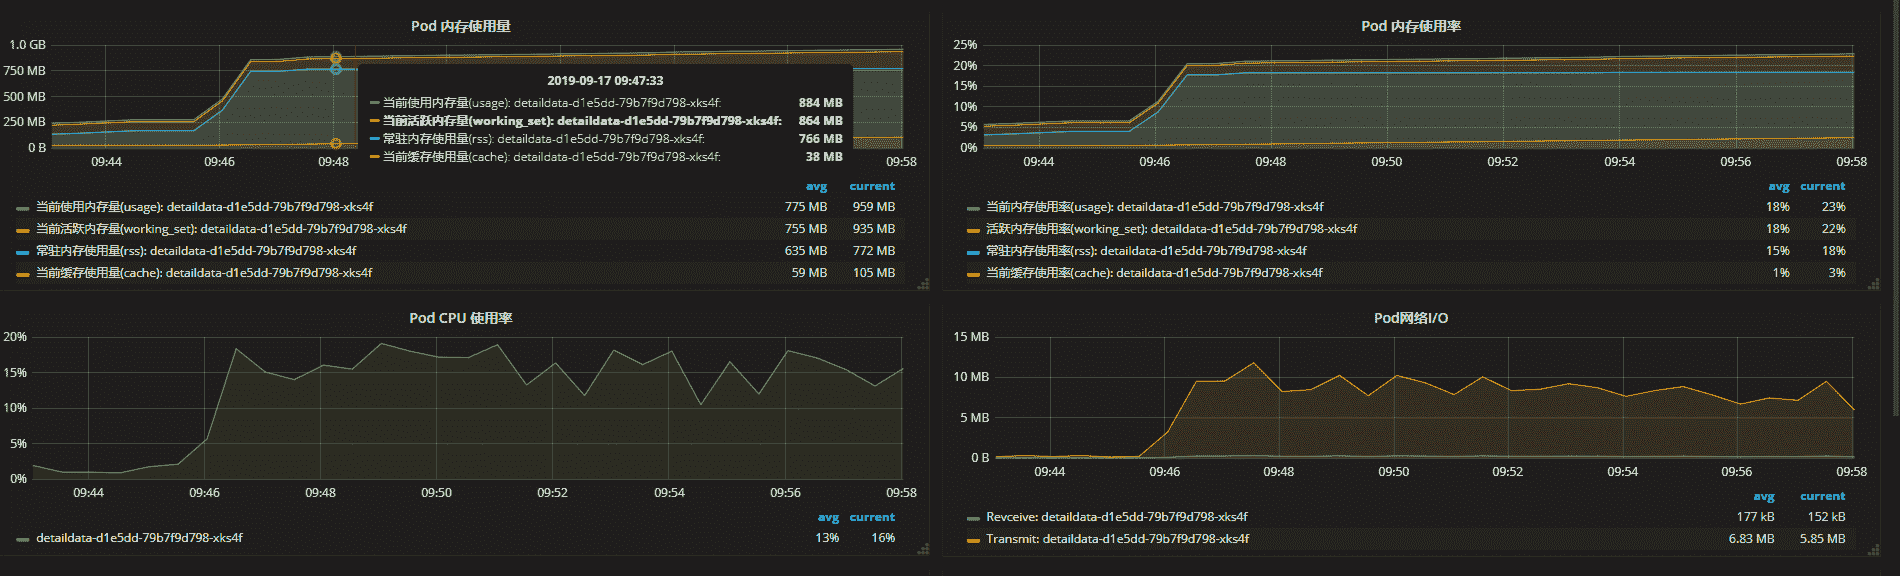 Pod 内存使用量
1.0 GB
750 MB
500 MB
250 MB
0 B
09:44
09:46
09:48
09:58
2019-09-17 09:47:33
当前使用内存量(usage): detaildata-d1e5dd-79b7f9d798-xks4f: 884 MB
当前活跃内存量(working_set): detaildata-d1e5dd-79b7f9d798-xks4f: 864 MB
常驻内存使用量(rss): detaildata-d1e5dd-79b7f9d798-xks4f: 766 MB
当前缓存使用量(cache): detaildata-d1e5dd-79b7f9d798-xks4f: 38 MB
avg current
当前使用内存量(usage): detaildata-d1e5dd-79b7f9d798-xks4f 775 MB 959 MB
当前活跃内存量(working_set): detaildata-d1e5dd-79b7f9d798-xks4f 755 MB 935 MB
常驻内存使用量(rss): detaildata-d1e5dd-79b7f9d798-xks4f 635 MB 772 MB
当前缓存使用量(cache): detaildata-d1e5dd-79b7f9d798-xks4f 59 MB 105 MB
Pod 内存使用率
25%
20%
15%
10%
5%
0%
09:44 09:46 09:48 09:50 09:52 09:54 09:56 09:58
avg current
当前内存使用率(usage): detaildata-d1e5dd-79b7f9d798-xks4f 18% 23%
活跃内存使用率(working_set): detaildata-d1e5dd-79b7f9d798-xks4f 18% 22%
常驻内存使用率(rss): detaildata-d1e5dd-79b7f9d798-xks4f 15% 18%
当前缓存使用率(cache): detaildata-d1e5dd-79b7f9d798-xks4f 1% 3%
Pod CPU 使用率
20%
15%
10%
5%
0%
09:44 09:46 09:48 09:50 09:52 09:54 09:56 09:58
avg current
detaildata-d1e5dd-79b7f9d798-xks4f 13% 16%
Pod网络I/O
15 MB
10 MB
5 MB
0 B
09:44 09:46 09:48 09:50 09:52 09:54 09:56 09:58
avg current
Revceive: detaildata-d1e5dd-79b7f9d798-xks4f 177 kB 152 kB
Transmit: detaildata-d1e5dd-79b7f9d798-xks4f 6.83 MB 5.85 MB